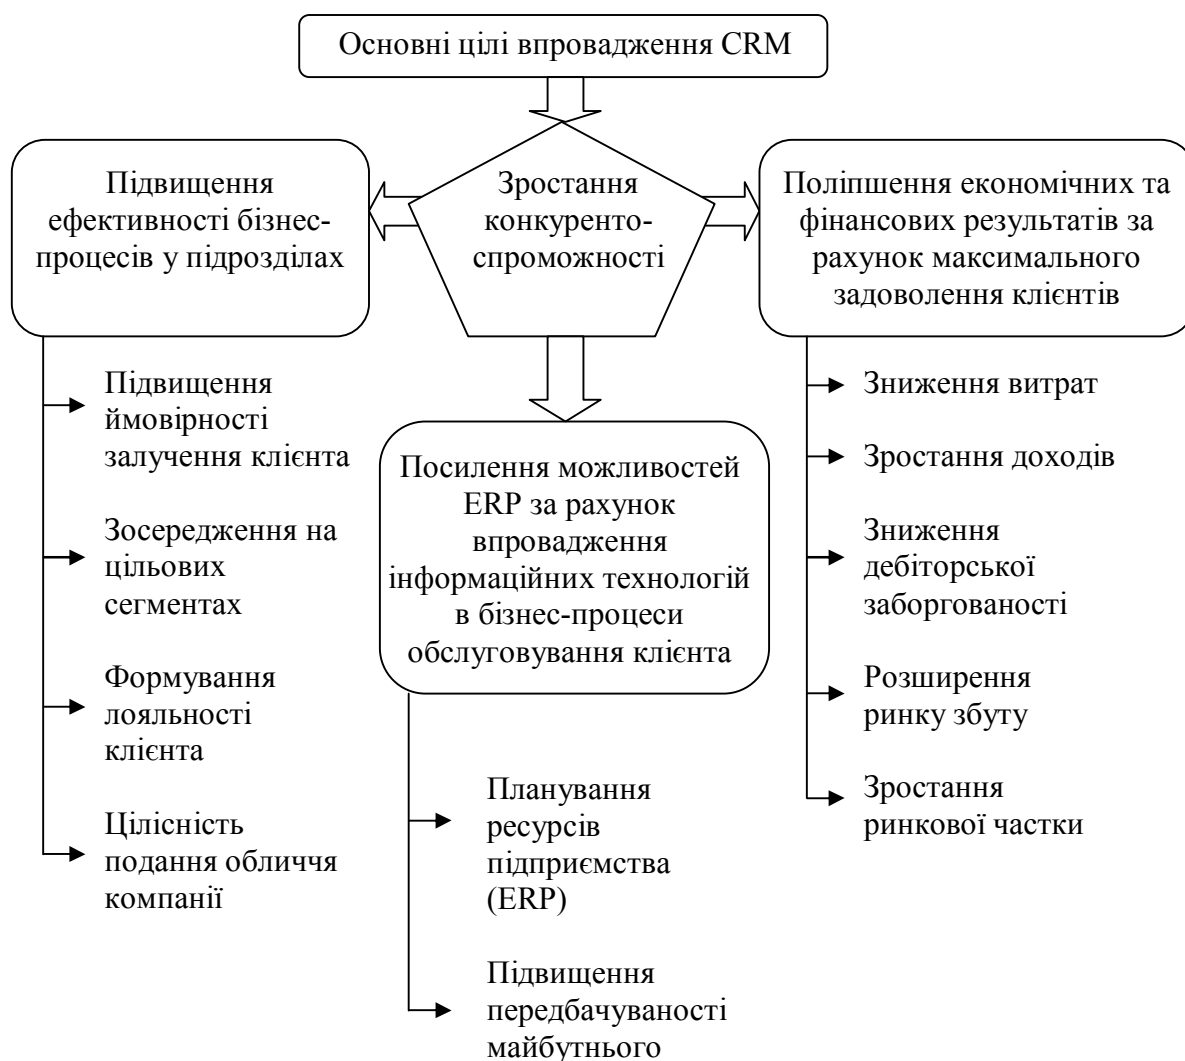 Основні цілі впровадження CRM
Підвищення
ефективності бізнес-
процесів у підрозділах
Зростання
конкуренто-
спроможності
Поліпшення економічних та
фінансових результатів за
рахунок максимального
задоволення клієнтів
Підвищення
ймовірності
залучення клієнта
Зосередження на
цільових
сегментах
Формування
лояльності
клієнта
Цілісність
подання обличчя
компанії
Посилення можливостей
ERP за рахунок
впровадження
інформаційних технологій
в бізнес-процеси
обслуговування клієнта
Планування
ресурсів
підприємства
(ERP)
Підвищення
передбачуваності
майбутнього
Зниження витрат
Зростання доходів
Зниження
дебіторської
заборгованості
Розширення
ринку збуту
Зростання
ринкової частки